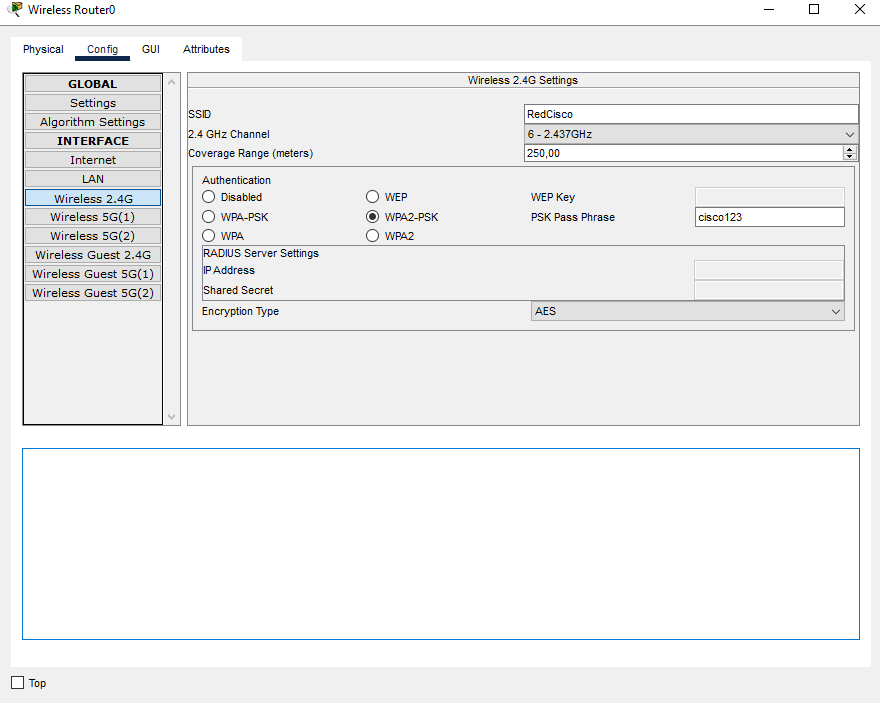 Wireless Router0
Physical Config GUI Attributes
GLOBAL
Settings
Algorithm Settings
INTERFACE
Internet
LAN
Wireless 2.4G
Wireless 5G(1)
Wireless 5G(2)
Wireless Guest 2.4G
Wireless Guest 5G(1)
Wireless Guest 5G(2)
Wireless 2.4G Settings
SSID RedCisco
2.4 GHz Channel 6 - 2.437GHz
Coverage Range (meters) 250,00
Authentication
Disabled WEP WEP Key
WPA-PSK WPA2-PSK PSK Pass Phrase cisco123
WPA WPA2
RADIUS Server Settings
IP Address
Shared Secret
Encryption Type AES
Top